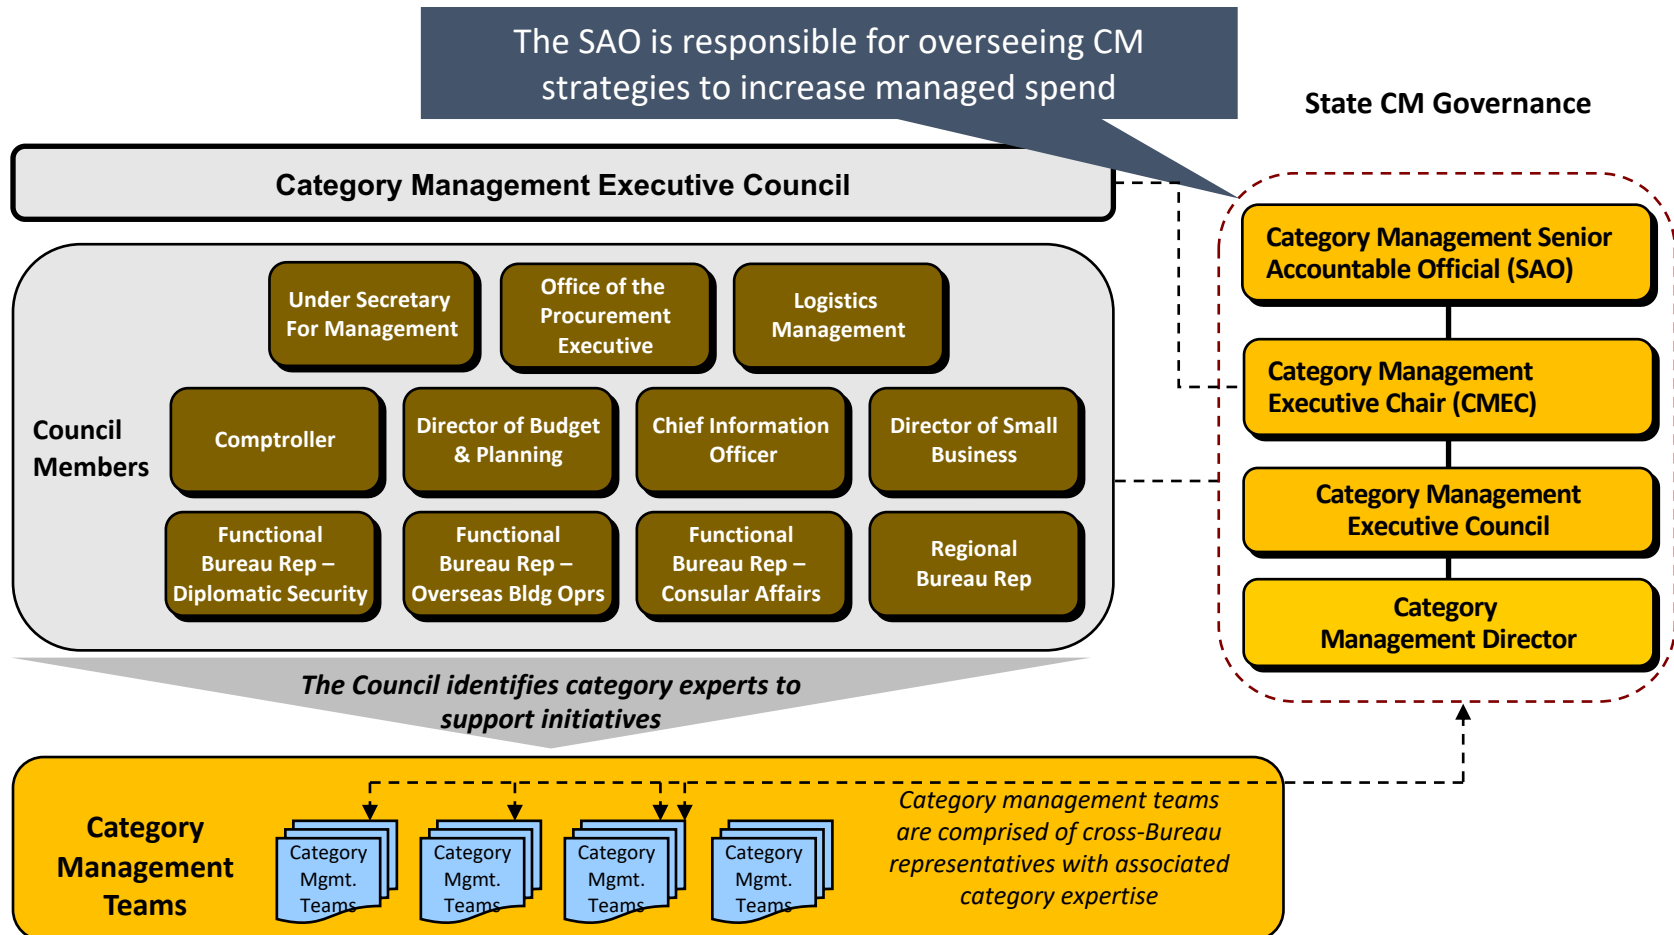 The SAO is responsible for overseeing CM
strategies to increase managed spend
State CM Governance
Category Management Executive Council
Category Management Senior
Accountable Official (SAO)
Category Management
Executive Chair (CMEC)
Category Management
Executive Council
Category
Management Director
Council
Members
Under Secretary
For Management
Office of the
Procurement
Executive
Logistics
Management
Comptroller
Director of Budget
& Planning
Chief Information
Officer
Director of Small
Business
Functional
Bureau Rep –
Diplomatic Security
Functional
Bureau Rep –
Overseas Bldg Oprs
Functional
Bureau Rep –
Consular Affairs
Regional
Bureau Rep
The Council identifies category experts to
support initiatives
Category
Management
Teams
Category
Mgmt.
Teams
Category
Mgmt.
Teams
Category
Mgmt.
Teams
Category
Mgmt.
Teams
Category management teams
are comprised of cross-Bureau
representatives with associated
category expertise